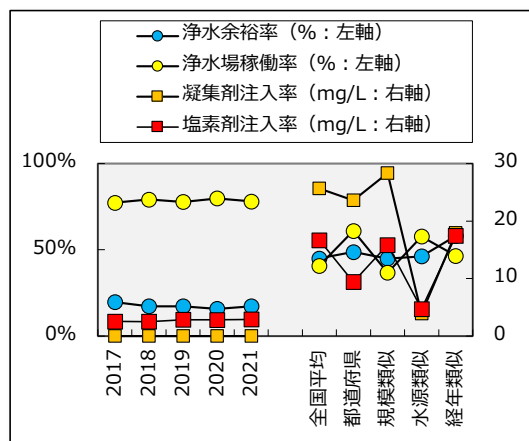 浄水余裕率（%：左軸）
浄水場稼働率（%：左軸）
凝集剤注入率（mg/L：右軸）
塩素剤注入率（mg/L：右軸）
100%
50%
0%
30
20
10
0
2017
2018
2019
2020
2021
全国平均
都道府県
規模類似
水源類似
経年類似